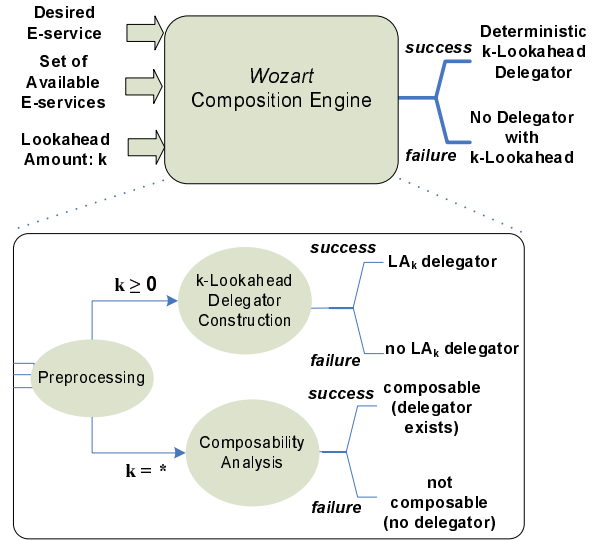 Desired
E-service
Set of
Available
E-services
Lookahead
Amount: k
Wozart
Composition Engine
success
Deterministic
k-Lookahead
Delegator
No Delegator
with
k-Lookahead
failure
k ≥ 0
k-Lookahead
Delegator
Construction
success
LAk delegator
failure
no LAk delegator
Preprocessing
k = *
Composability
Analysis
success
composable
(delegator
exists)
failure
not
composable
(no delegator)